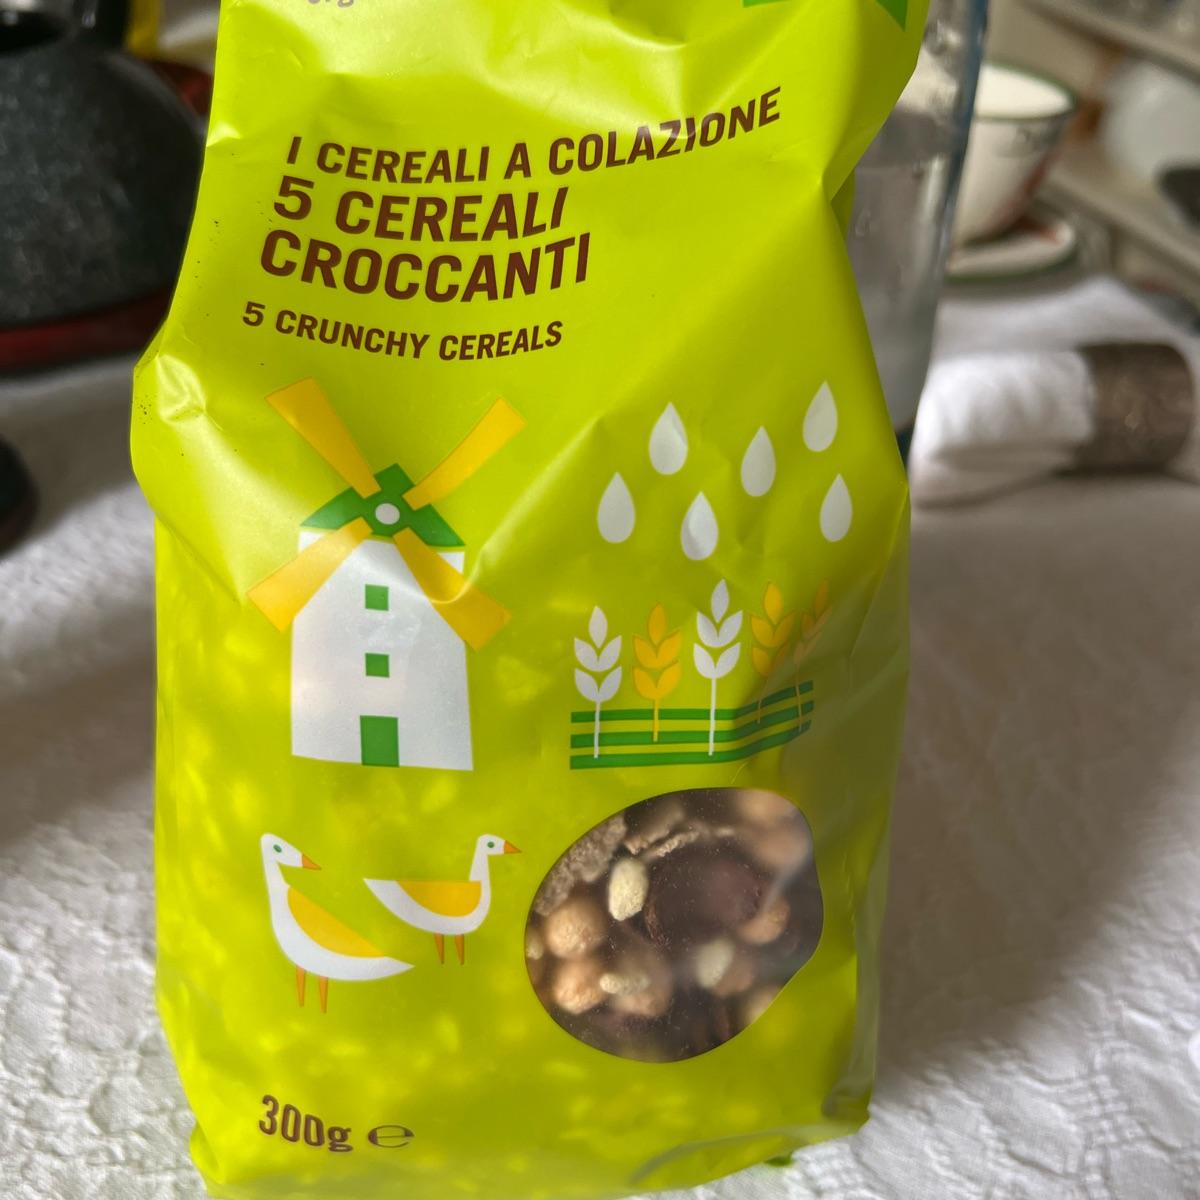 I CEREALI A COLAZIONE
5 CEREALI
CROCCANTI
5 CRUNCHY CEREALS
300g e